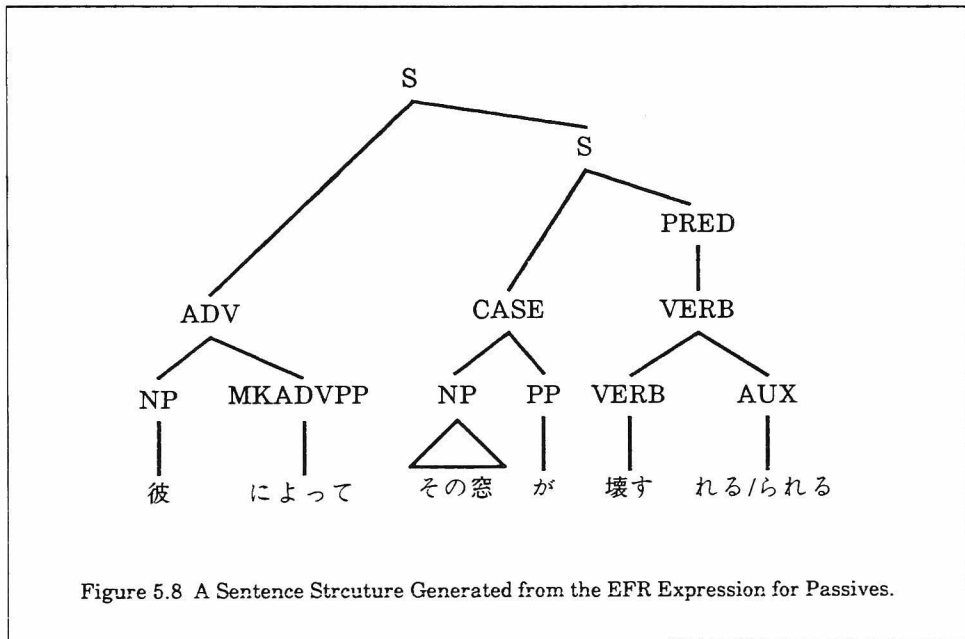 S
S
PRED
ADV CASE VERB
NP MKADVPP NP PP VERB AUX
彼 によって その窓 が 壊す れる/られる
Figure 5.8 A Sentence Strcuture Generated from the EFR Expression for Passives.